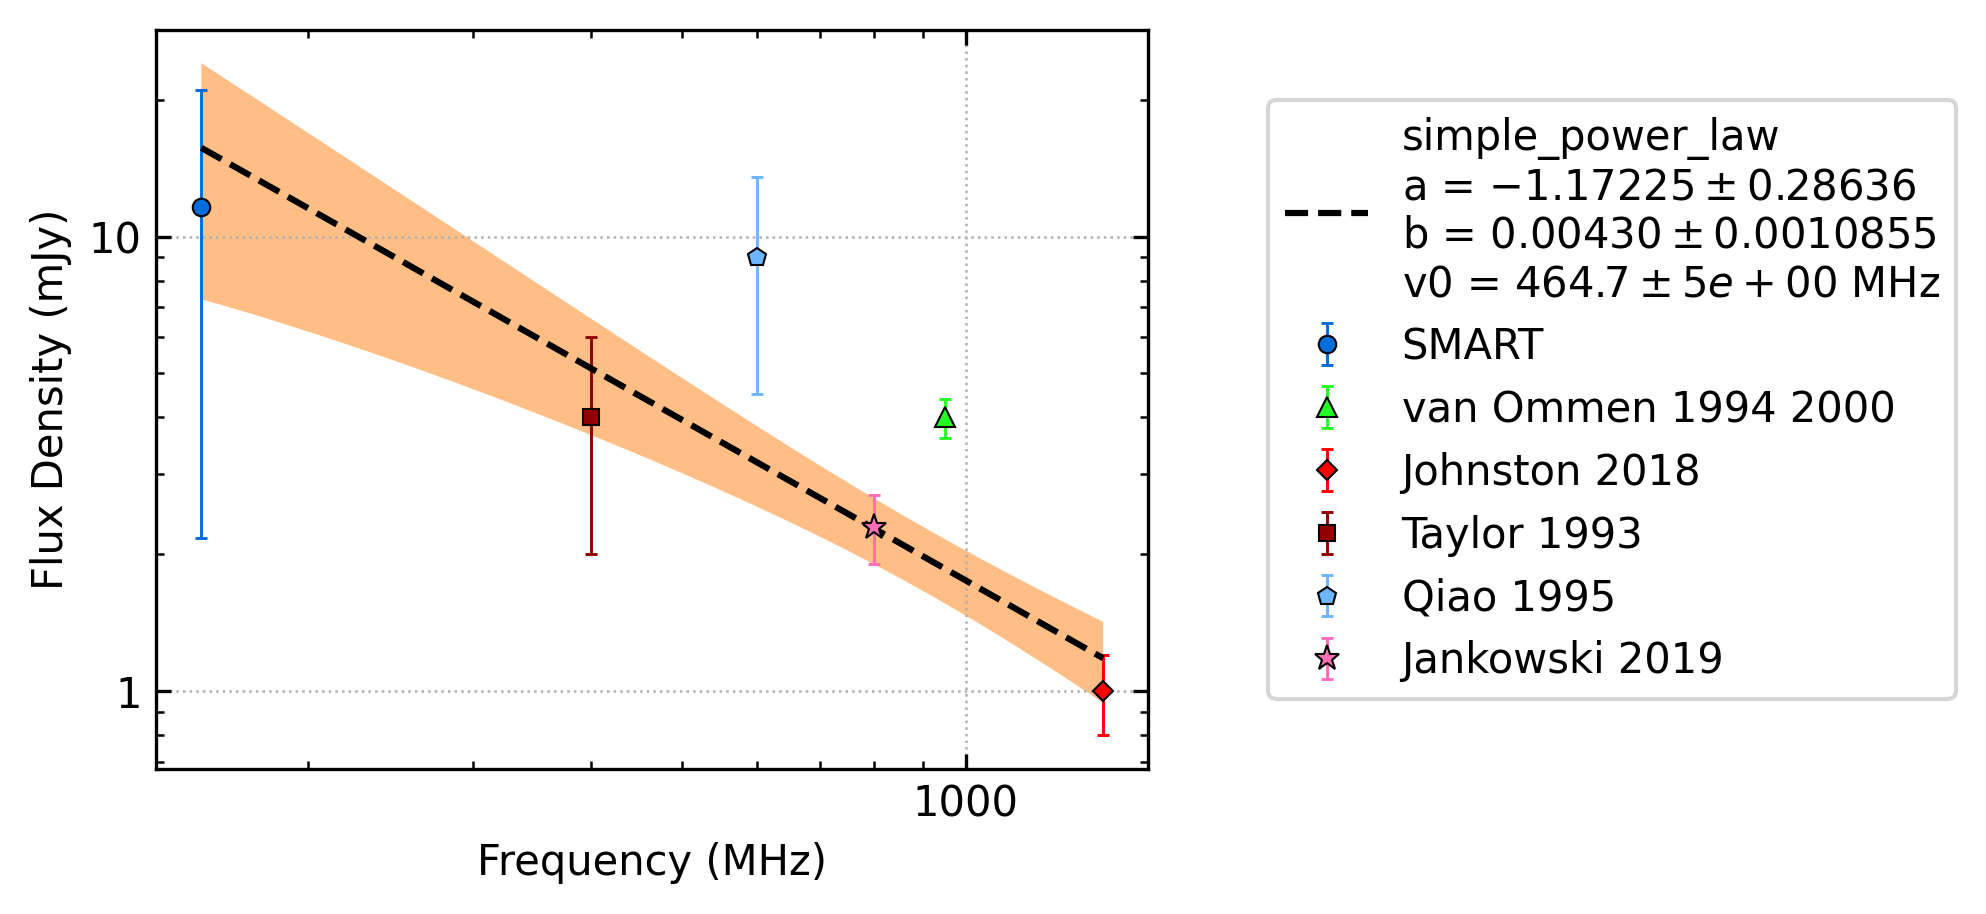 10
1
Flux Density (mJy)
1000
Frequency (MHz)
simple_power_law
a = −1.17225 ± 0.28636
b = 0.00430 ± 0.0010855
v0 = 464.7 ± 5e + 00 MHz
SMART
van Ommen 1994 2000
Johnston 2018
Taylor 1993
Qiao 1995
Jankowski 2019